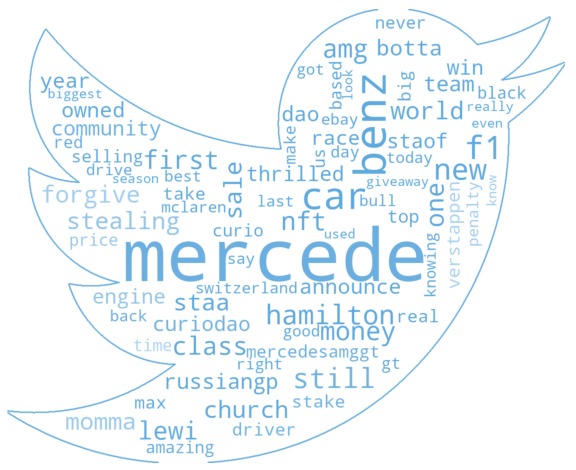 never
amg botta
got based look big win
year biggest
team black
owned dao ebay world really
community make race staof even
red us day benz today f1
selling first
drive thrilled new
season best sale giveaway know
forgive take last car bull one
mclaren nft top verstappen penalty
stealing curio used knowing
price
mercede
say
switzerland announce
engine staa
back curiodao hamilton real
good money
time class mercedesamggt
right gt
russiangp still
max church stake
momma lewi driver
amazing